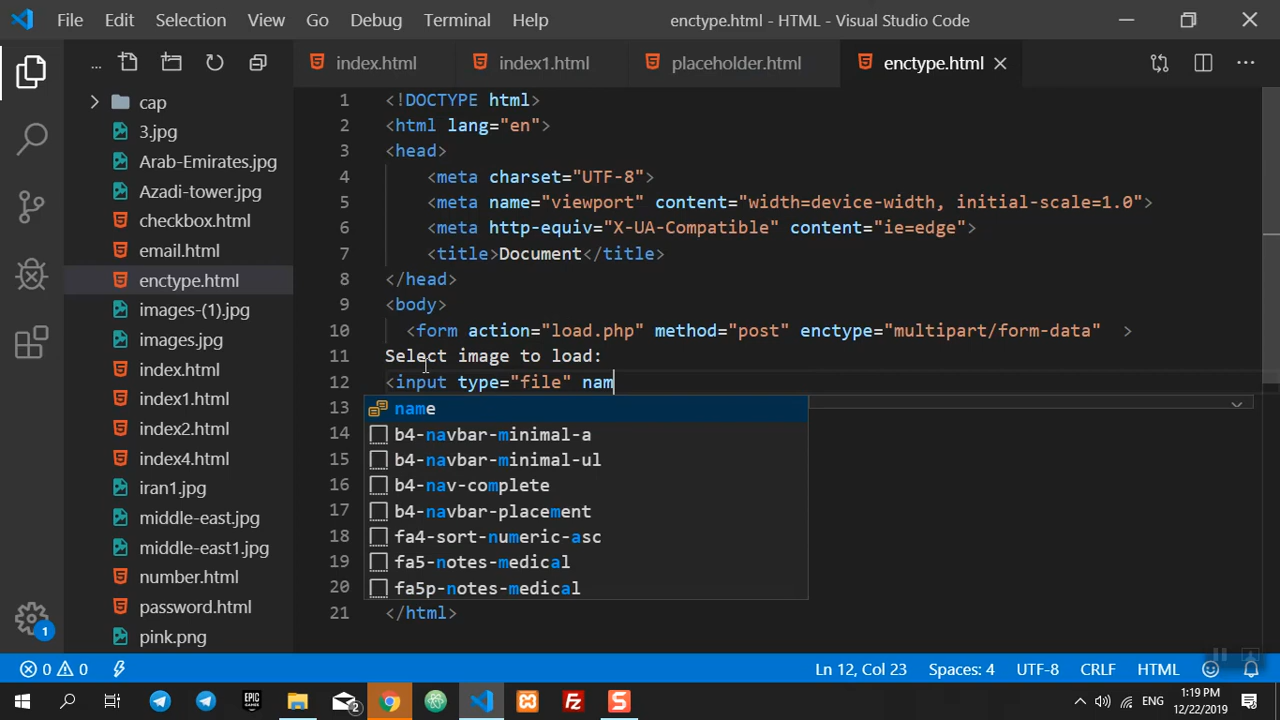 File Edit Selection View Go Debug Terminal Help enctype.html - HTML - Visual Studio Code
...
index.html index1.html placeholder.html enctype.html
cap
3.jpg
Arab-Emirates.jpg
Azadi-tower.jpg
checkbox.html
email.html
enctype.html
images-(1).jpg
images.jpg
index.html
index1.html
index2.html
index4.html
iran1.jpg
middle-east.jpg
middle-east1.jpg
number.html
password.html
pink.png
1 <!DOCTYPE html>
2 <html lang="en">
3 <head>
4 <meta charset="UTF-8">
5 <meta name="viewport" content="width=device-width, initial-scale=1.0">
6 <meta http-equiv="X-UA-Compatible" content="ie=edge">
7 <title>Document</title>
8 </head>
9 <body>
10 <form action="load.php" method="post" enctype="multipart/form-data" >
11 Select image to load:
12 <input type="file" nam
13 name
14 b4-navbar-minimal-a
15 b4-navbar-minimal-ul
16 b4-nav-complete
17 b4-navbar-placement
18 fa4-sort-numeric-asc
19 fa5-notes-medical
20 fa5p-notes-medical
21 </html>
1
0 0 Ln 12, Col 23 Spaces: 4 UTF-8 CRLF HTML
EPIC GAMES 2 ENG 1:19 PM
12/22/2019